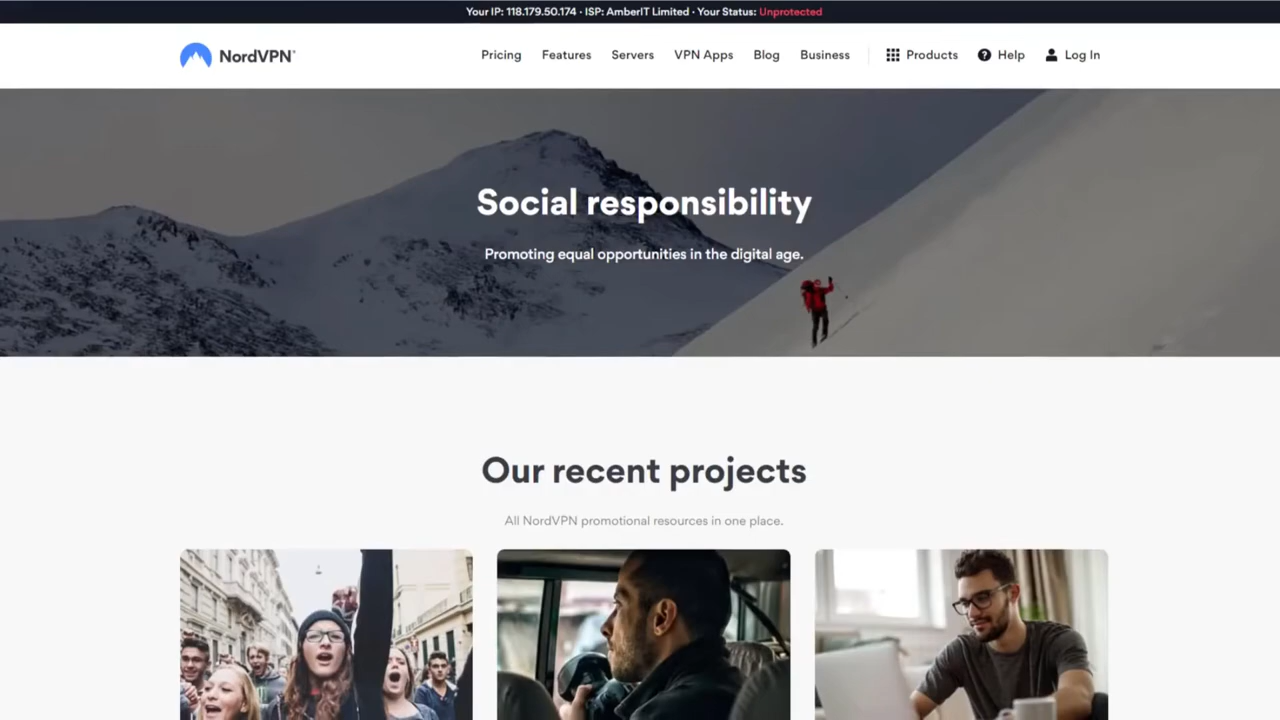 Your IP: 118.179.50.174 · ISP: AmberIT Limited · Your Status: Unprotected
NordVPN®
Pricing Features Servers VPN Apps Blog Business Products Help Log In
Social responsibility
Promoting equal opportunities in the digital age.
Our recent projects
All NordVPN promotional resources in one place.